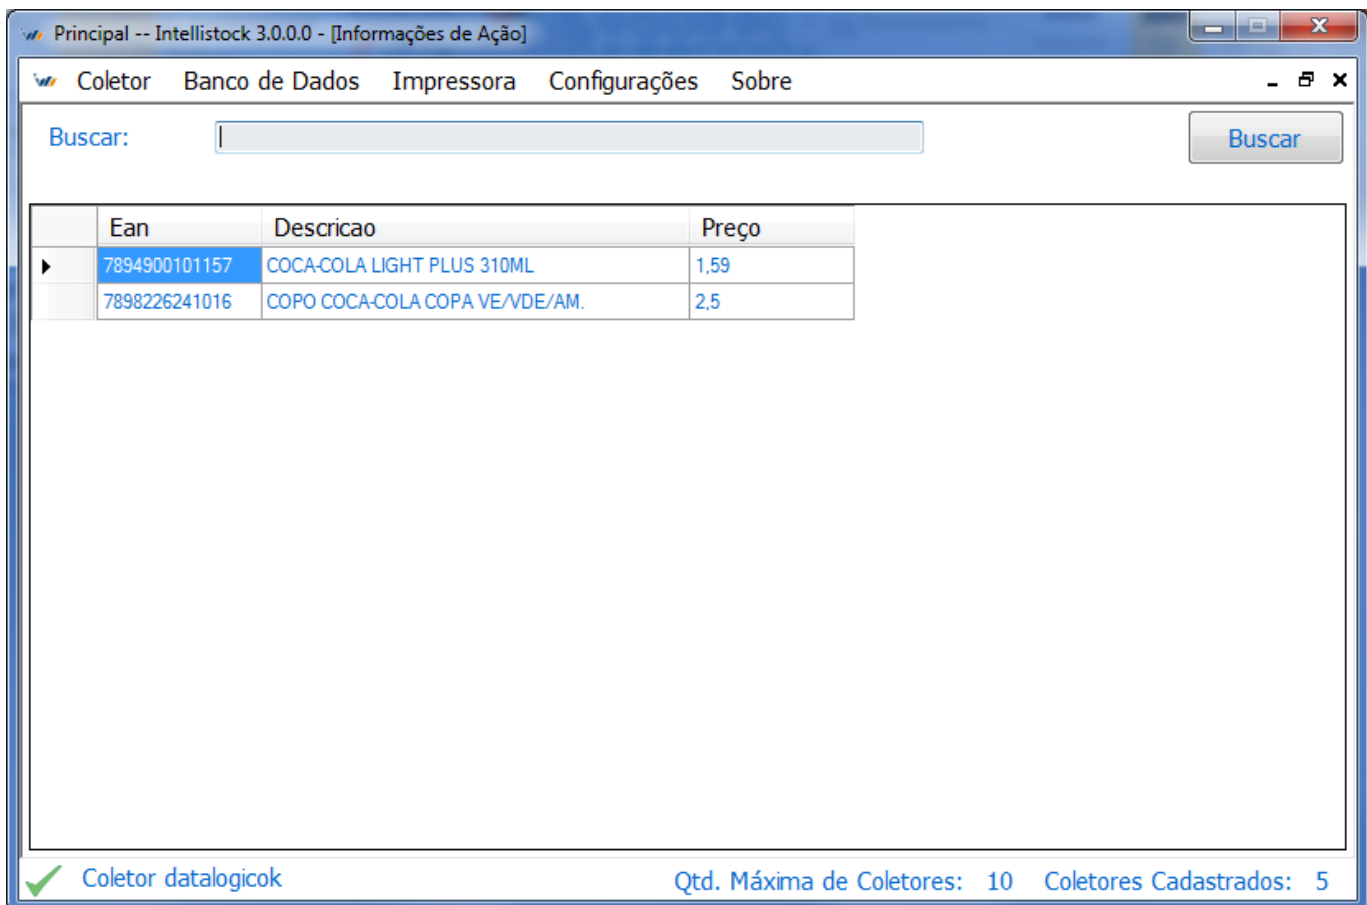 Principal -- Intellistock 3.0.0.0 - [Informações de Ação]
Coletor Banco de Dados Impressora Configurações Sobre
Buscar: Buscar
Ean Descricao Preço
7894900101157 COCA-COLA LIGHT PLUS 310ML 1,59
7898226241016 COPO COCA-COLA COPA VE/VDE/AM. 2,5
Coletor datalogicok Qtd. Máxima de Coletores: 10 Coletores Cadastrados: 5